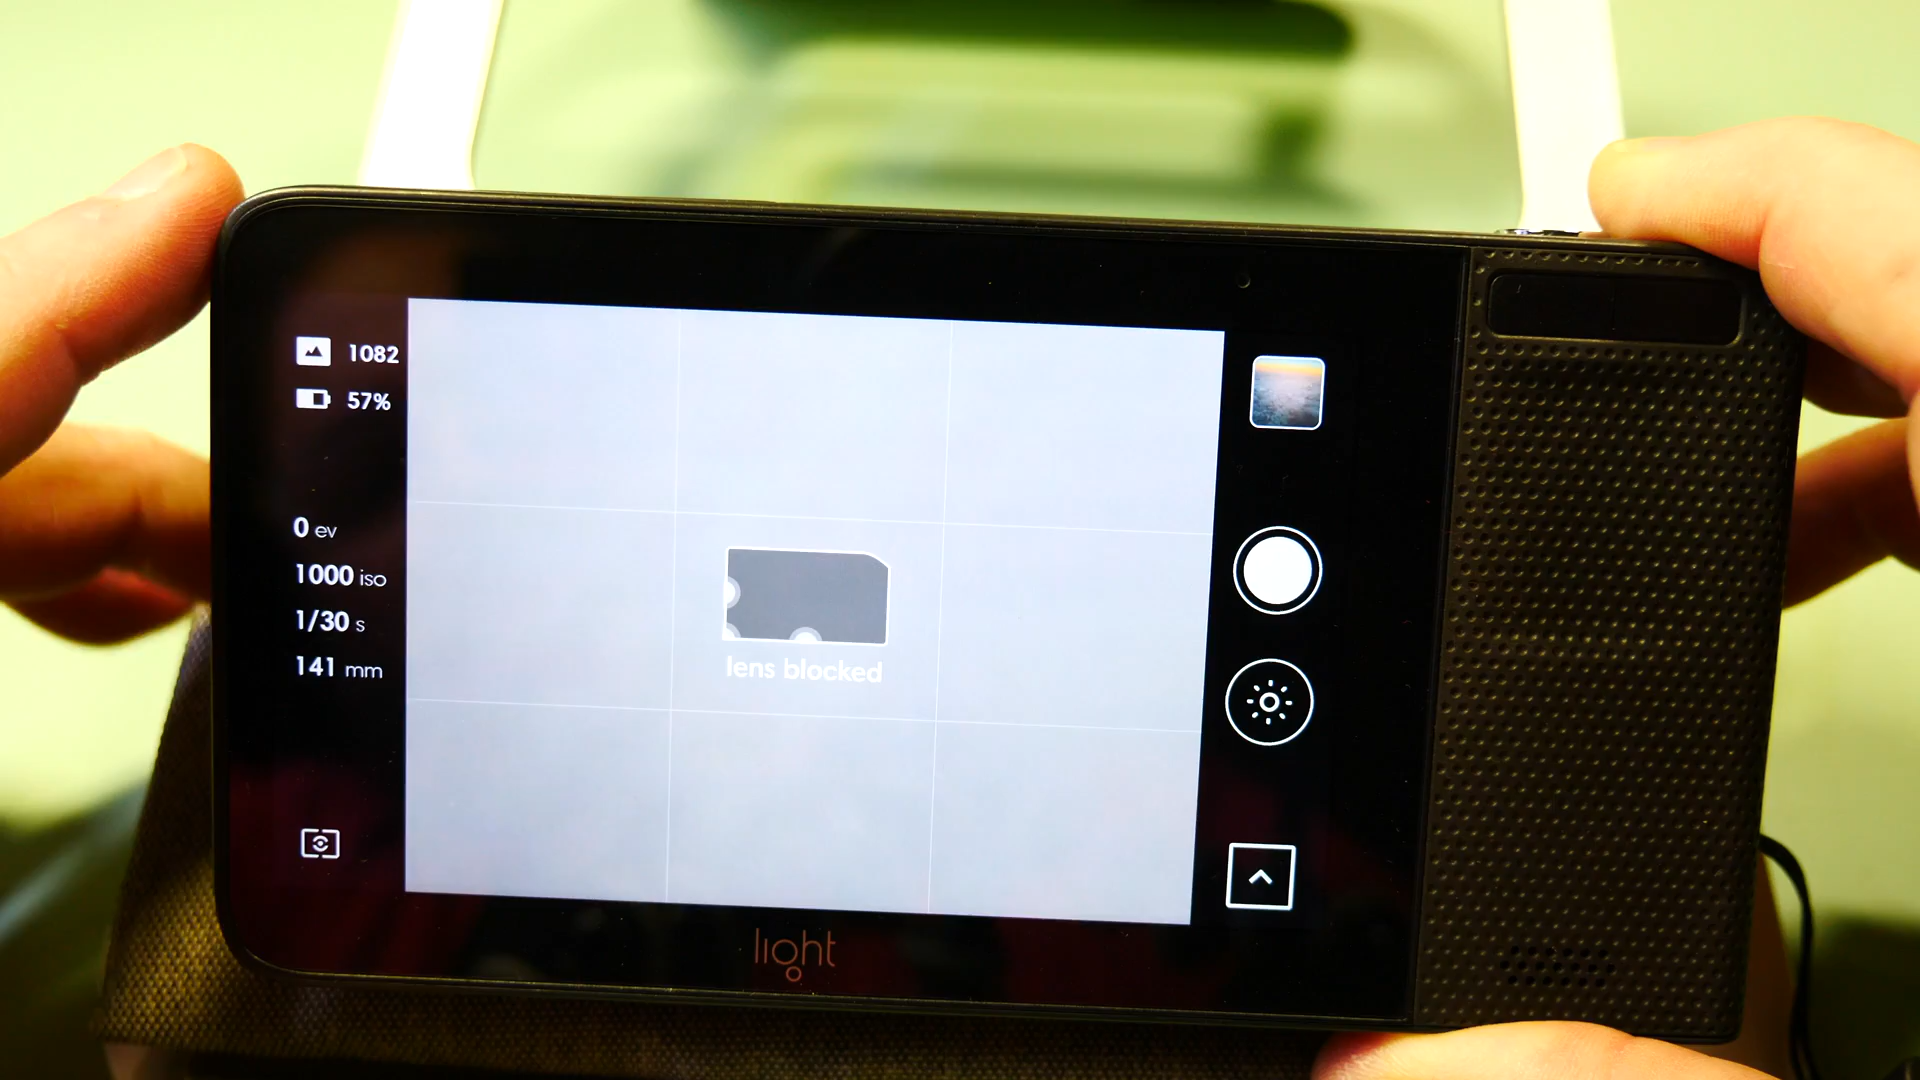 1082
57%
0 ev
1000 iso
1/30 s
141 mm
lens blocked
light